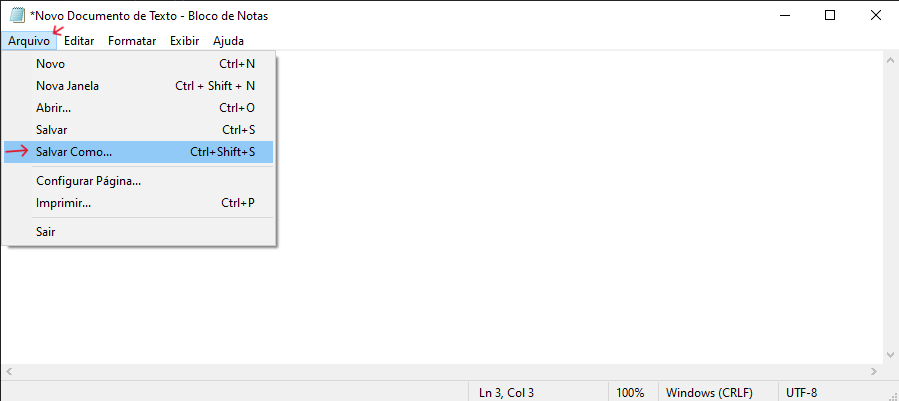 *Novo Documento de Texto - Bloco de Notas
Arquivo Editar Formatar Exibir Ajuda
Novo Ctrl+N
Nova Janela Ctrl + Shift + N
Abrir... Ctrl+O
Salvar Ctrl+S
Salvar Como... Ctrl+Shift+S
Configurar Página...
Imprimir... Ctrl+P
Sair
Ln 3, Col 3 100% Windows (CRLF) UTF-8